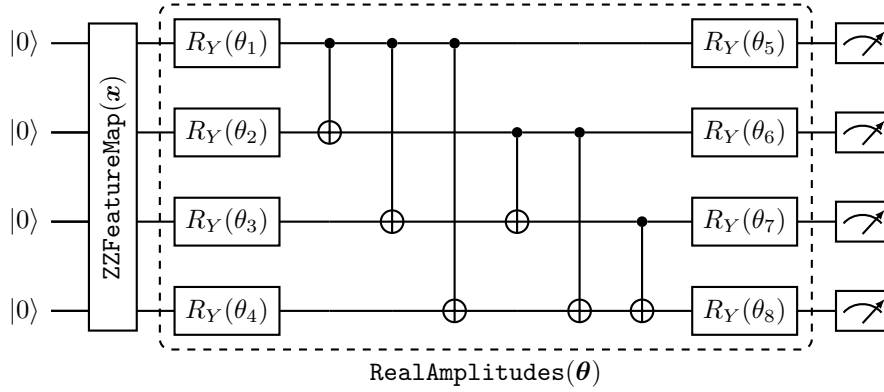 |0⟩ R_Y(θ_1) R_Y(θ_5)
|0⟩ R_Y(θ_2) R_Y(θ_6)
ZZFeatureMap(𝒙)
|0⟩ R_Y(θ_3) R_Y(θ_7)
|0⟩ R_Y(θ_4) R_Y(θ_8)
RealAmplitudes(𝜽)